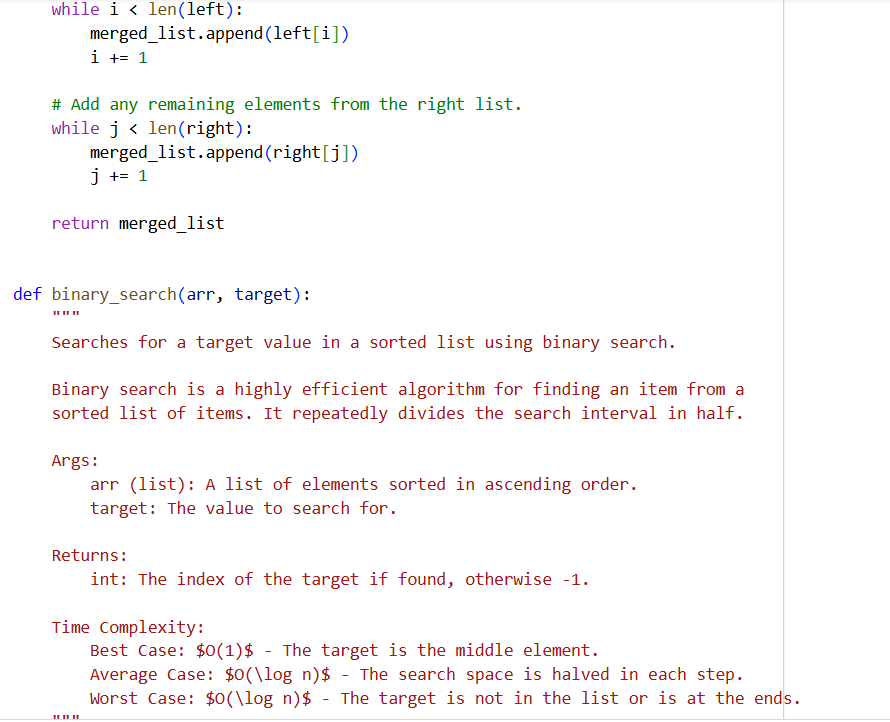 while i < len(left):
        merged_list.append(left[i])
        i += 1

    # Add any remaining elements from the right list.
    while j < len(right):
        merged_list.append(right[j])
        j += 1

    return merged_list


def binary_search(arr, target):
    """
    Searches for a target value in a sorted list using binary search.

    Binary search is a highly efficient algorithm for finding an item from a
    sorted list of items. It repeatedly divides the search interval in half.

    Args:
        arr (list): A list of elements sorted in ascending order.
        target: The value to search for.

    Returns:
        int: The index of the target if found, otherwise -1.

    Time Complexity:
        Best Case: $O(1)$ - The target is the middle element.
        Average Case: $O(\log n)$ - The search space is halved in each step.
        Worst Case: $O(\log n)$ - The target is not in the list or is at the ends.
    """